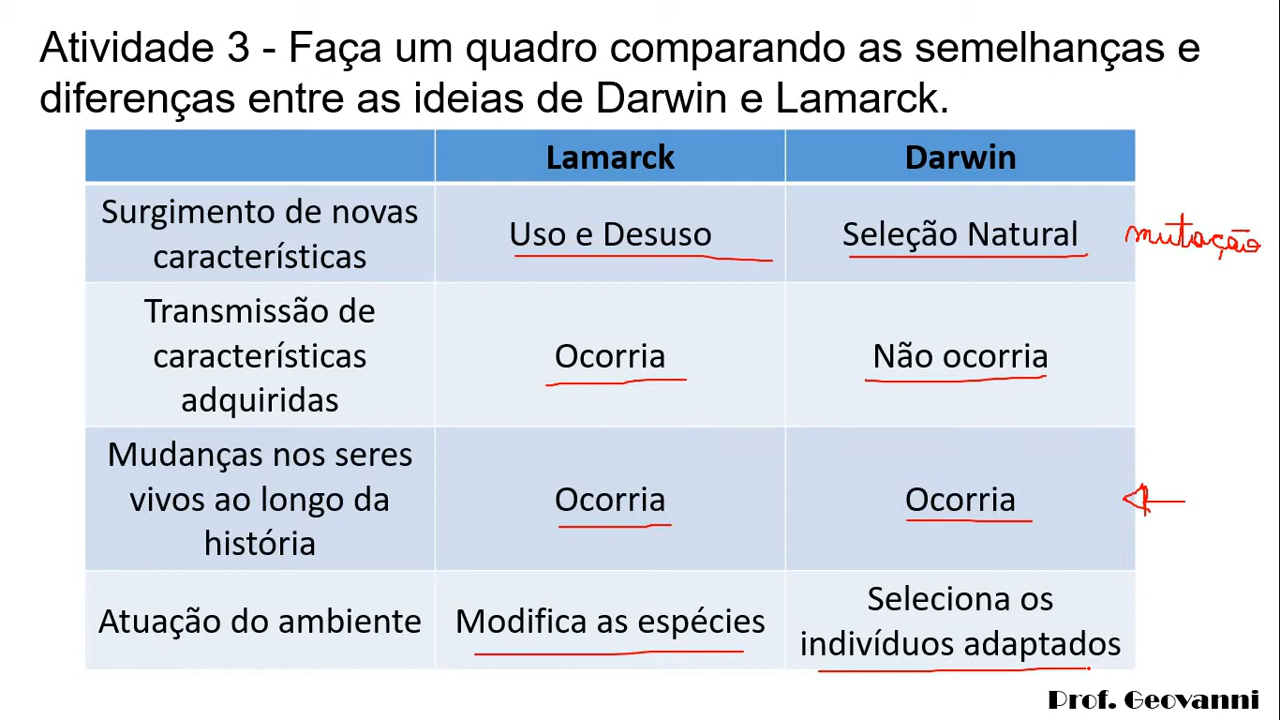 Atividade 3 - Faça um quadro comparando as semelhanças e
diferenças entre as ideias de Darwin e Lamarck.
Lamarck
Darwin
Surgimento de novas
características
Uso e Desuso
Seleção Natural
mutação
Transmissão de
características
adquiridas
Ocorria
Não ocorria
Mudanças nos seres
vivos ao longo da
história
Ocorria
Ocorria
Atuação do ambiente
Modifica as espécies
Seleciona os
indivíduos adaptados
Prof. Geovanni